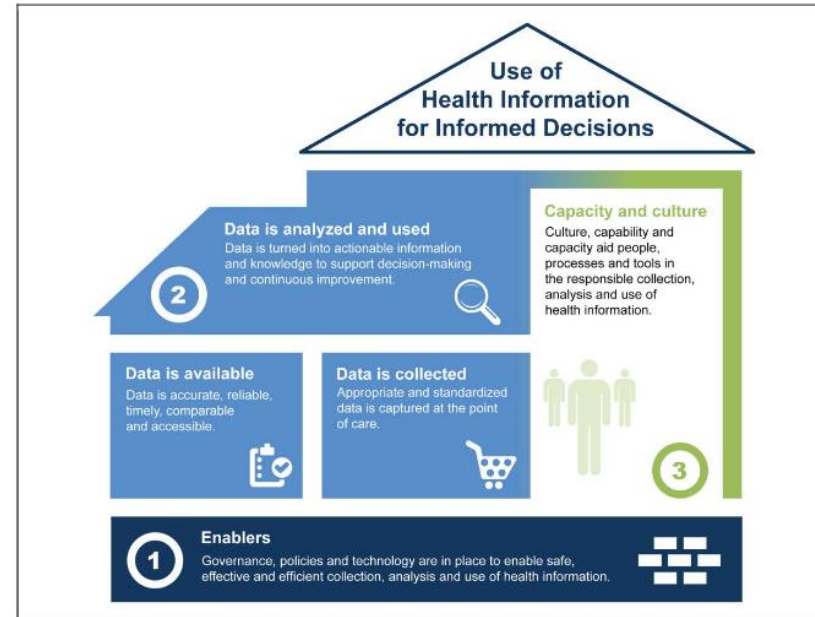 Use of
Health Information
for Informed Decisions
Data is analyzed and used
Data is turned into actionable information
and knowledge to support decision-making
and continuous improvement.
2
Capacity and culture
Culture, capability and
capacity aid people,
processes and tools in
the responsible collection,
analysis and use of
health information.
3
Data is available
Data is accurate, reliable,
timely, comparable
and accessible.
Data is collected
Appropriate and standardized
data is captured at the point
of care.
1
Enablers
Governance, policies and technology are in place to enable safe,
effective and efficient collection, analysis and use of health information.